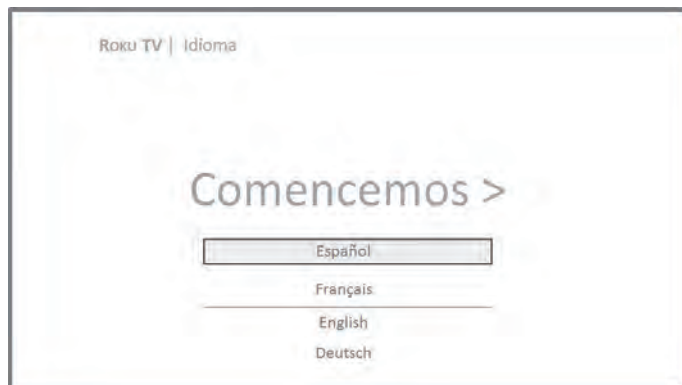 Roku TV | Idioma
Comencemos >
Español
Français
English
Deutsch